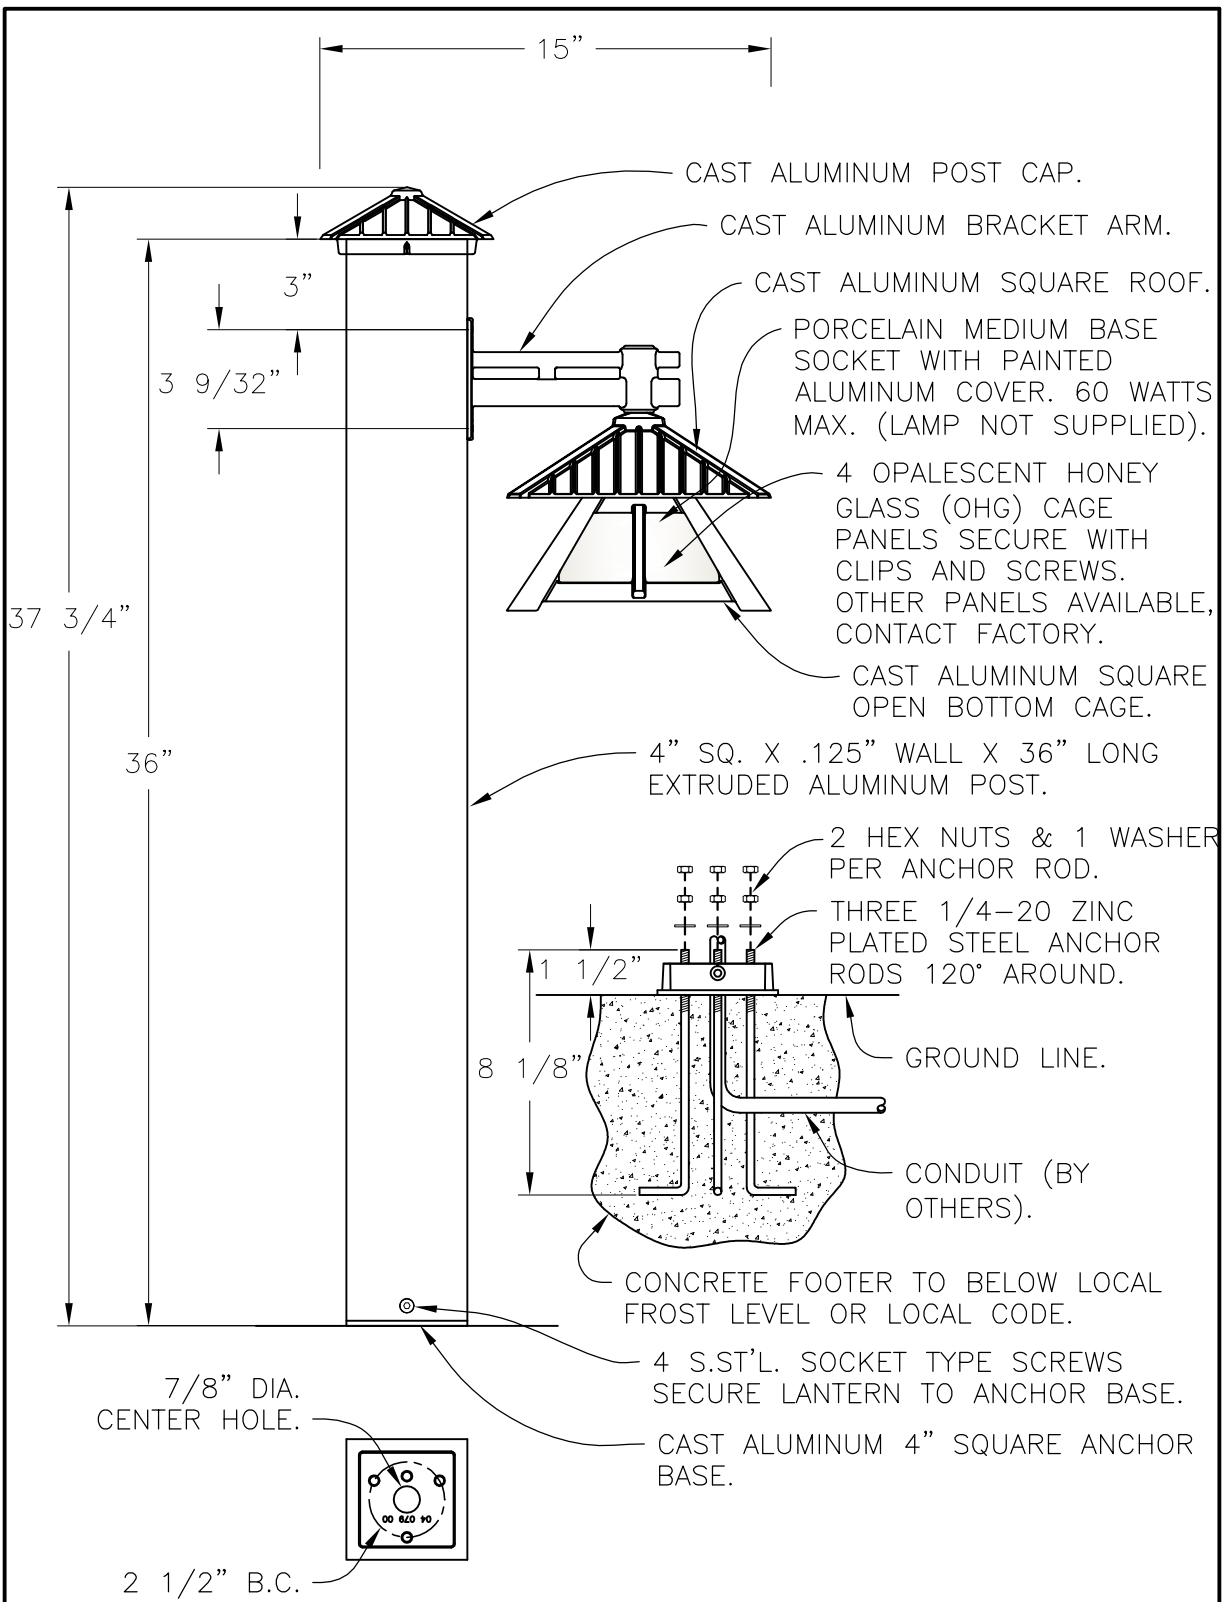 15”
CAST ALUMINUM POST CAP.
CAST ALUMINUM BRACKET ARM.
CAST ALUMINUM SQUARE ROOF.
3”
PORCELAIN MEDIUM BASE
SOCKET WITH PAINTED
ALUMINUM COVER. 60 WATTS
MAX. (LAMP NOT SUPPLIED).
3 9/32”
4 OPALESCENT HONEY
GLASS (OHG) CAGE
PANELS SECURE WITH
CLIPS AND SCREWS.
OTHER PANELS AVAILABLE,
CONTACT FACTORY.
37 3/4”
CAST ALUMINUM SQUARE
OPEN BOTTOM CAGE.
36”
4” SQ. X .125” WALL X 36” LONG
EXTRUDED ALUMINUM POST.
2 HEX NUTS & 1 WASHER
PER ANCHOR ROD.
THREE 1/4-20 ZINC
PLATED STEEL ANCHOR
RODS 120° AROUND.
1 1/2”
8 1/8”
GROUND LINE.
CONDUIT (BY
OTHERS).
CONCRETE FOOTER TO BELOW LOCAL
FROST LEVEL OR LOCAL CODE.
4 S.ST'L. SOCKET TYPE SCREWS
SECURE LANTERN TO ANCHOR BASE.
7/8” DIA.
CENTER HOLE.
CAST ALUMINUM 4” SQUARE ANCHOR
BASE.
04 079 00
2 1/2” B.C.